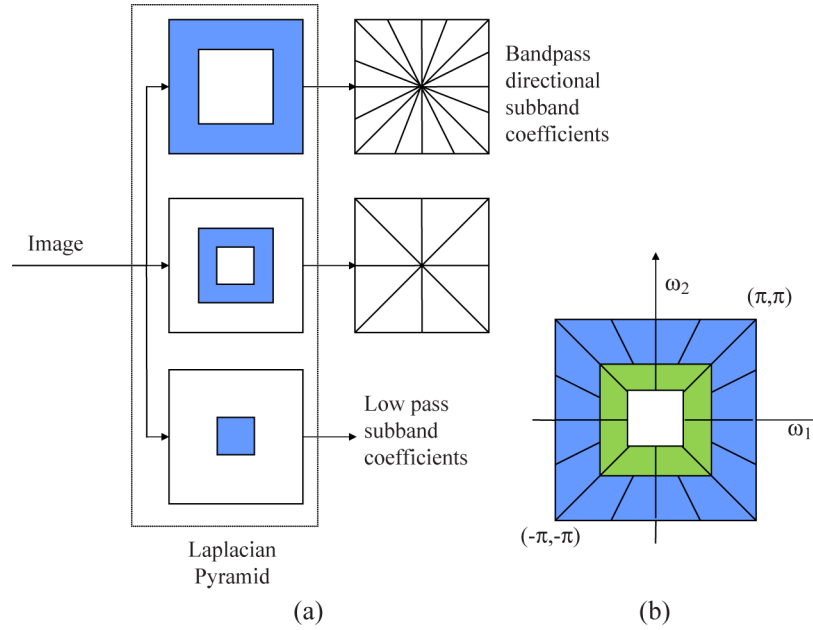 Bandpass
directional
subband
coefficients
Image
Low pass
subband
coefficients
Laplacian
Pyramid
(a)
ω2
(π,π)
ω1
(-π,-π)
(b)